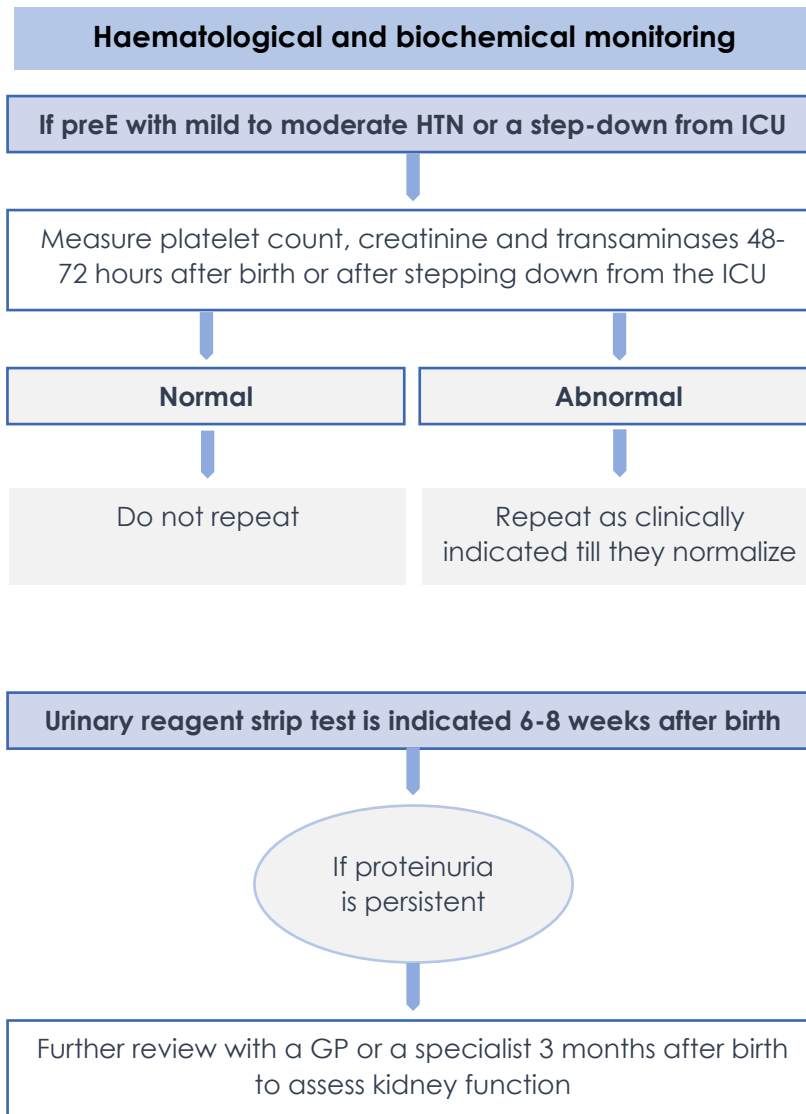 Haematological and biochemical monitoring
If preE with mild to moderate HTN or a step-down from ICU
Measure platelet count, creatinine and transaminases 48-
72 hours after birth or after stepping down from the ICU
Normal
Abnormal
Do not repeat
Repeat as clinically
indicated till they normalize
Urinary reagent strip test is indicated 6-8 weeks after birth
If proteinuria
is persistent
Further review with a GP or a specialist 3 months after birth
to assess kidney function